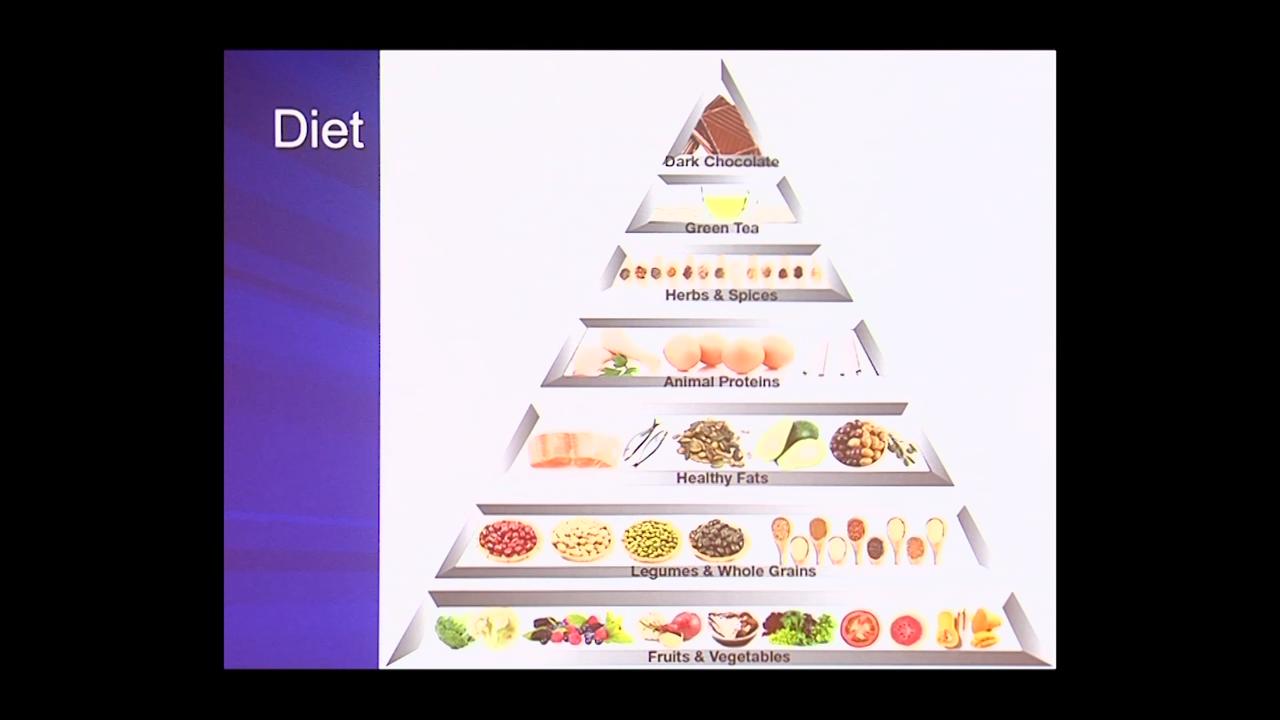 Diet
Dark Chocolate
Green Tea
Herbs & Spices
Animal Proteins
Healthy Fats
Legumes & Whole Grains
Fruits & Vegetables